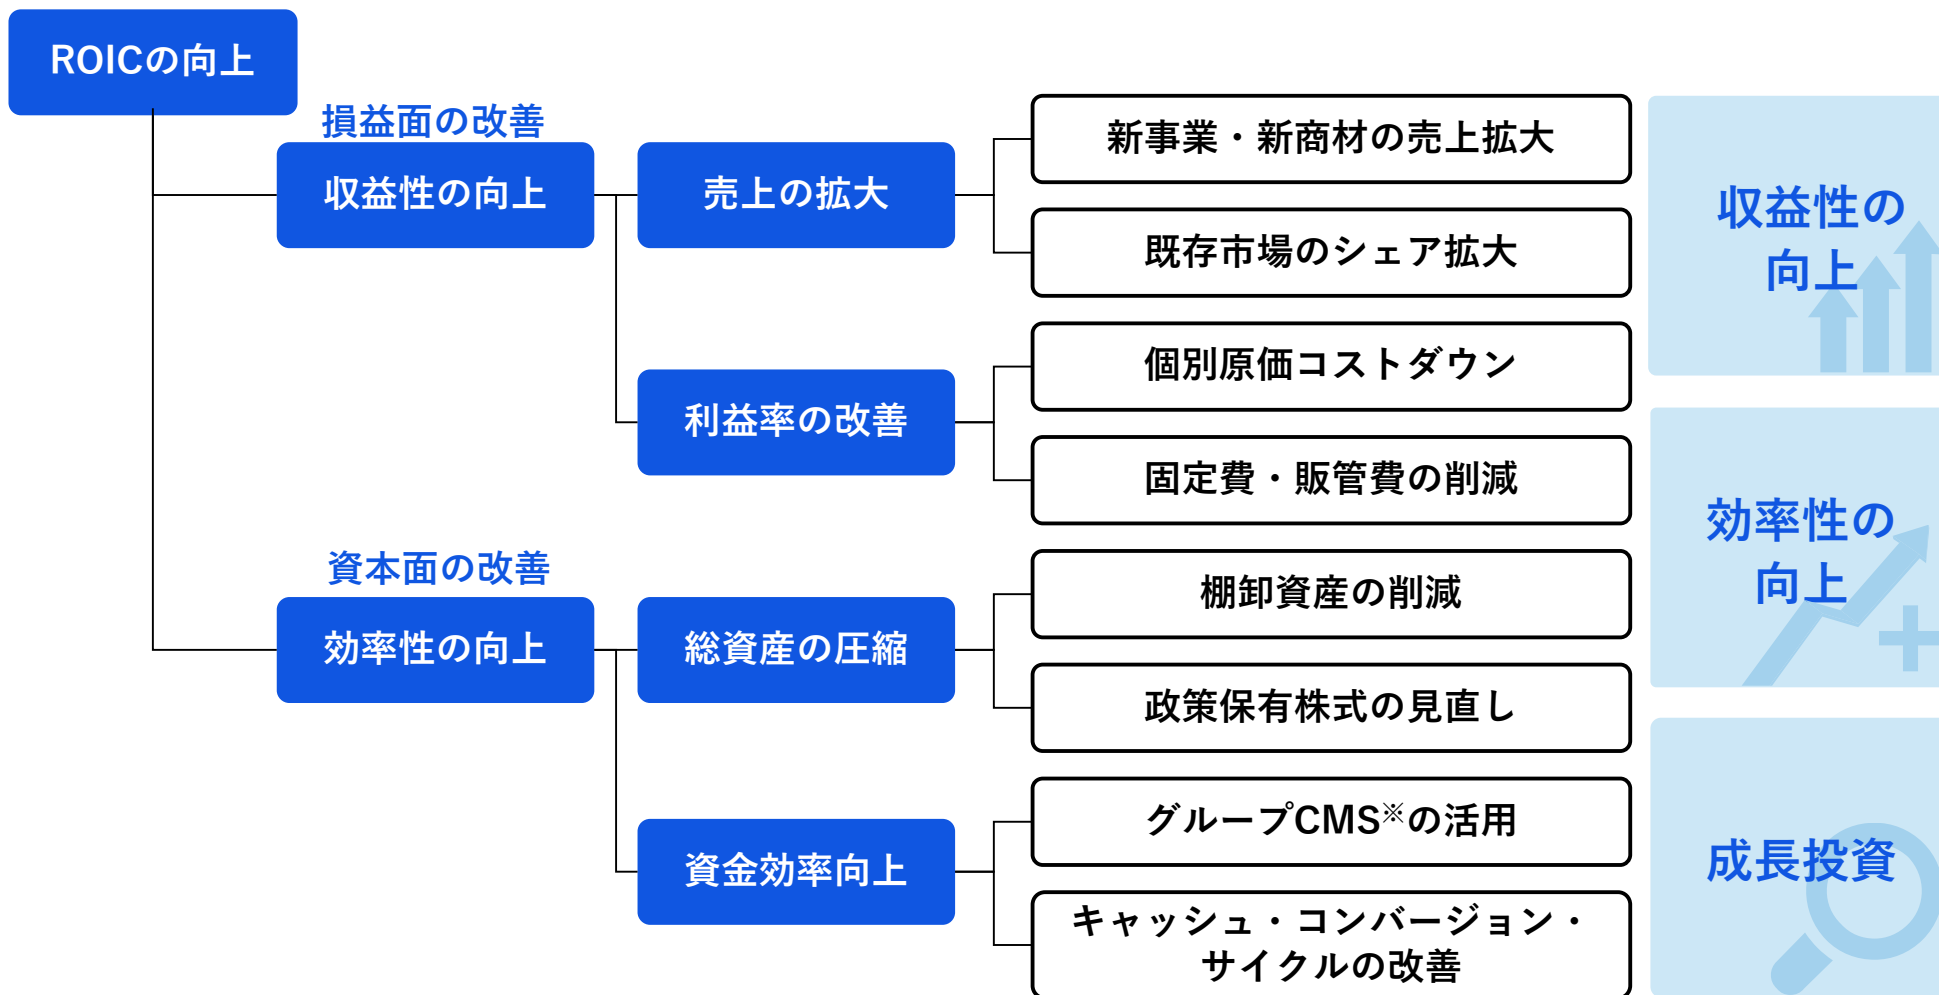 ROICの向上
損益面の改善
収益性の向上
売上の拡大
新事業・新商材の売上拡大
既存市場のシェア拡大
利益率の改善
個別原価コストダウン
固定費・販管費の削減
資本面の改善
効率性の向上
総資産の圧縮
棚卸資産の削減
政策保有株式の見直し
資金効率向上
グループCMS※の活用
キャッシュ・コンバージョン・
サイクルの改善
収益性の
向上
効率性の
向上
成長投資